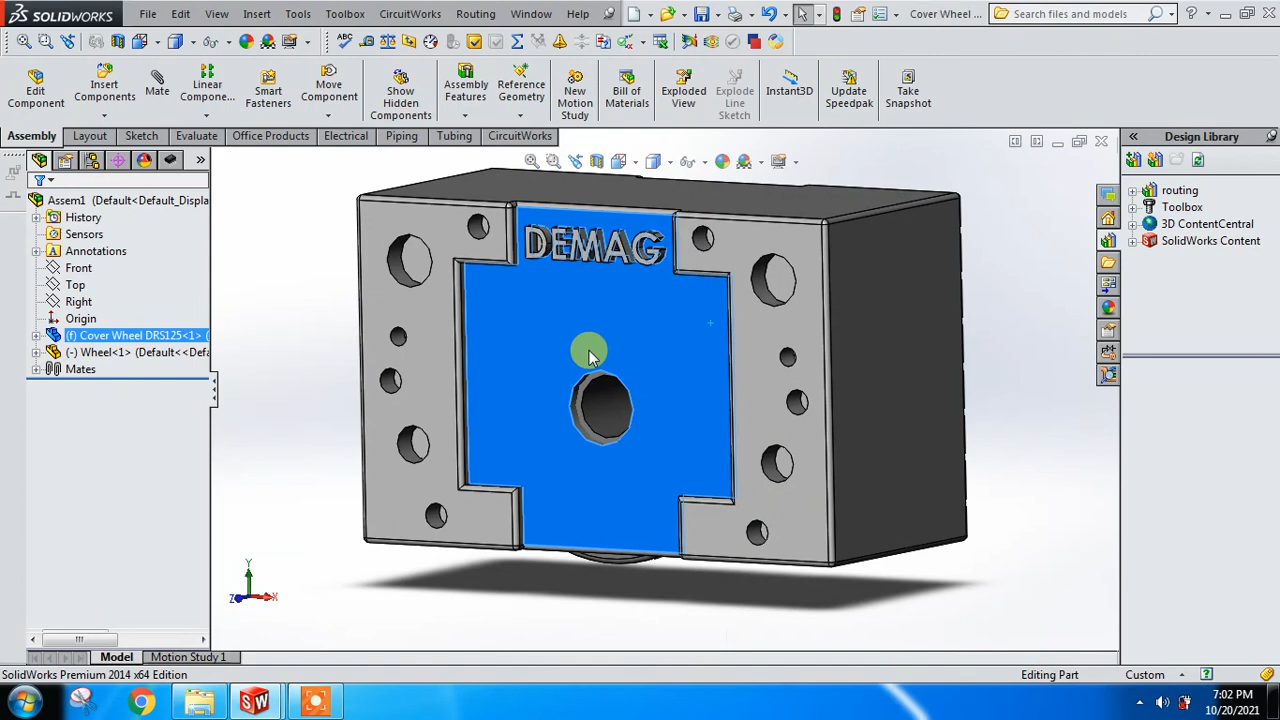 SOLIDWORKS File Edit View Insert Tools Toolbox CircuitWorks Routing Window Help Cover Wheel ... Search files and models
Edit Component
Insert Components
Mate
Linear Compone...
Smart Fasteners
Move Component
Show Hidden Components
Assembly Features
Reference Geometry
New Motion Study
Bill of Materials
Exploded View
Explode Line Sketch
Instant3D
Update Speedpak
Take Snapshot
Assembly Layout Sketch Evaluate Office Products Electrical Piping Tubing CircuitWorks
Design Library
Assem1 (Default<Default_Displa
History
Sensors
Annotations
Front
Top
Right
Origin
(f) Cover Wheel DRS125<1> (
(-) Wheel<1> (Default<<Defa
Mates
routing
Toolbox
3D ContentCentral
SolidWorks Content
DEMAG
Y
Z X
Model Motion Study 1
SolidWorks Premium 2014 x64 Edition Editing Part Custom
SW
7:02 PM
10/20/2021